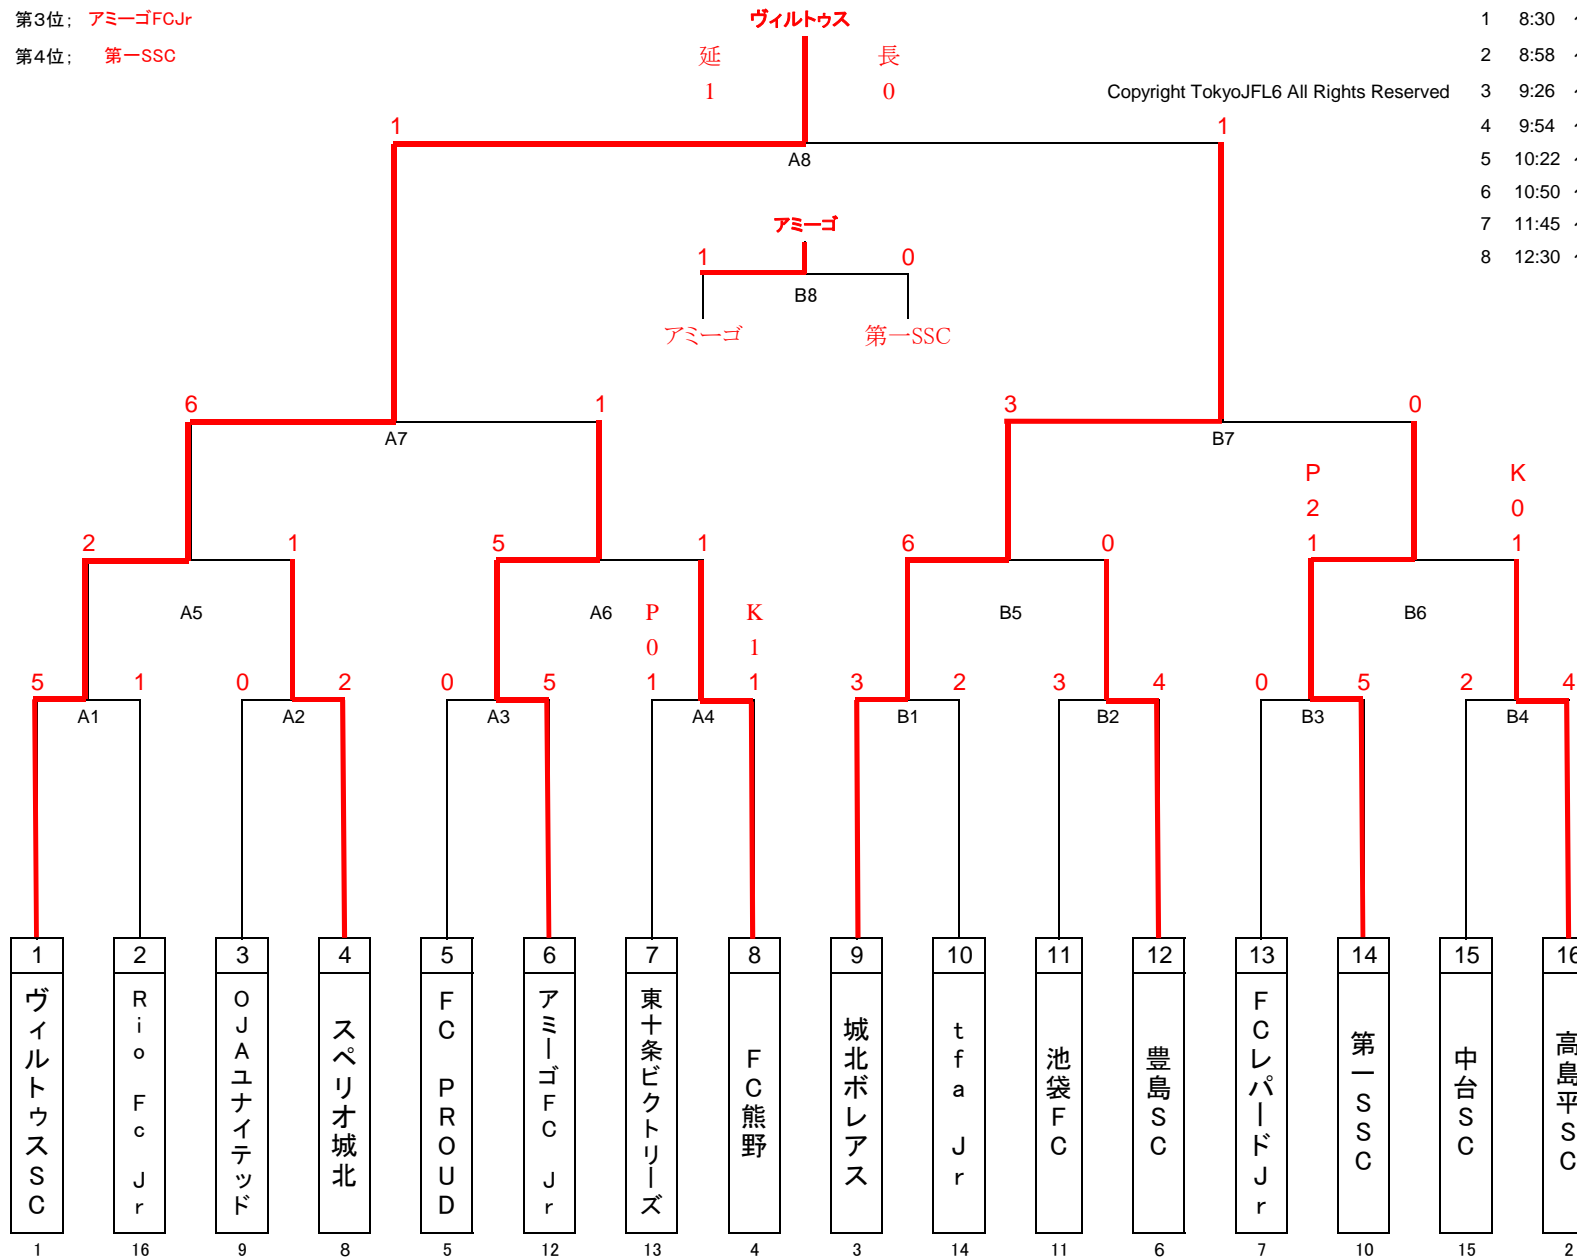 第3位; アミーゴFCJr
第4位; 第一SSC
ヴィルトゥス
延 長
1 0
Copyright TokyoJFL6 All Rights Reserved
1 8:30
2 8:58
3 9:26
4 9:54
5 10:22
6 10:50
7 11:45
8 12:30
1 1
A8
アミーゴ
1 0
B8
アミーゴ 第一SSC
6 1 3 0
A7 B7
P K
2 0
2 1 5 1 6 0 1 1
A5 A6 P K B5 B6
0 1
5 1 0 2 0 5 1 1 3 2 3 4 0 5 2 4
A1 A2 A3 A4 B1 B2 B3 B4
1 2 3 4 5 6 7 8 9 10 11 12 13 14 15 16
ヴィルトゥスSC
Rio Fc Jr
OJAユナイテッド
スペリオ城北
FC PROUD
アミーゴFC Jr
東十条ビクトリーズ
FC熊野
城北ボレアス
tfa Jr
池袋FC
豊島SC
FCレパードJr
第一SSC
中台SC
高島平SC
1 16 9 8 5 12 13 4 3 14 11 6 7 10 15 2